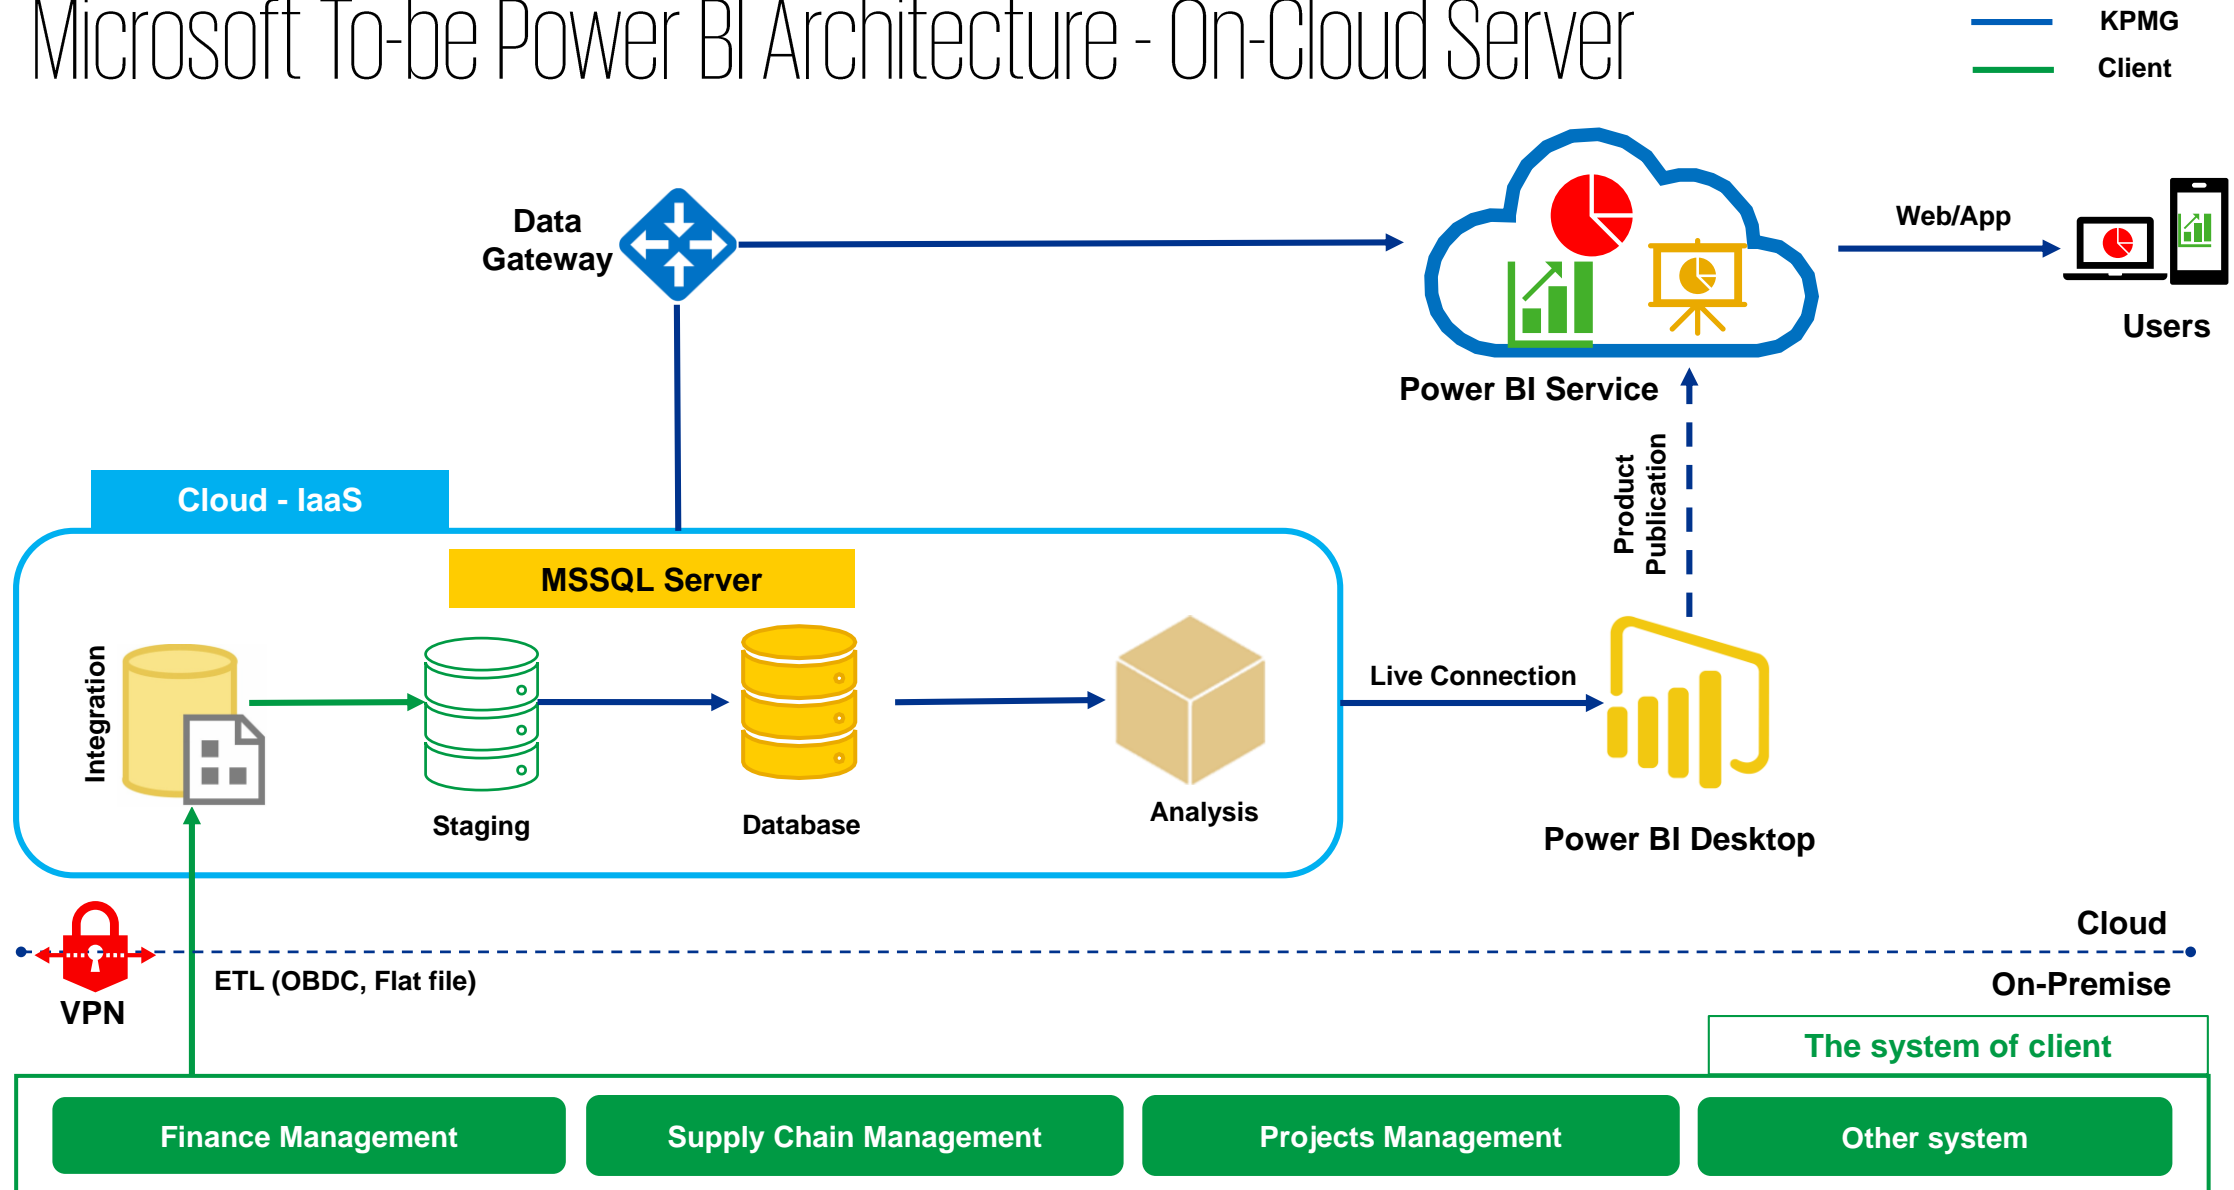 Microsoft To-be Power BI Architecture - On-Cloud Server
KPMG
Client
Data
Gateway
Web/App
Users
Power BI Service
Product
Publication
Cloud - IaaS
MSSQL Server
Integration
Staging
Database
Analysis
Live Connection
Power BI Desktop
Cloud
VPN
ETL (OBDC, Flat file)
On-Premise
The system of client
Finance Management
Supply Chain Management
Projects Management
Other system